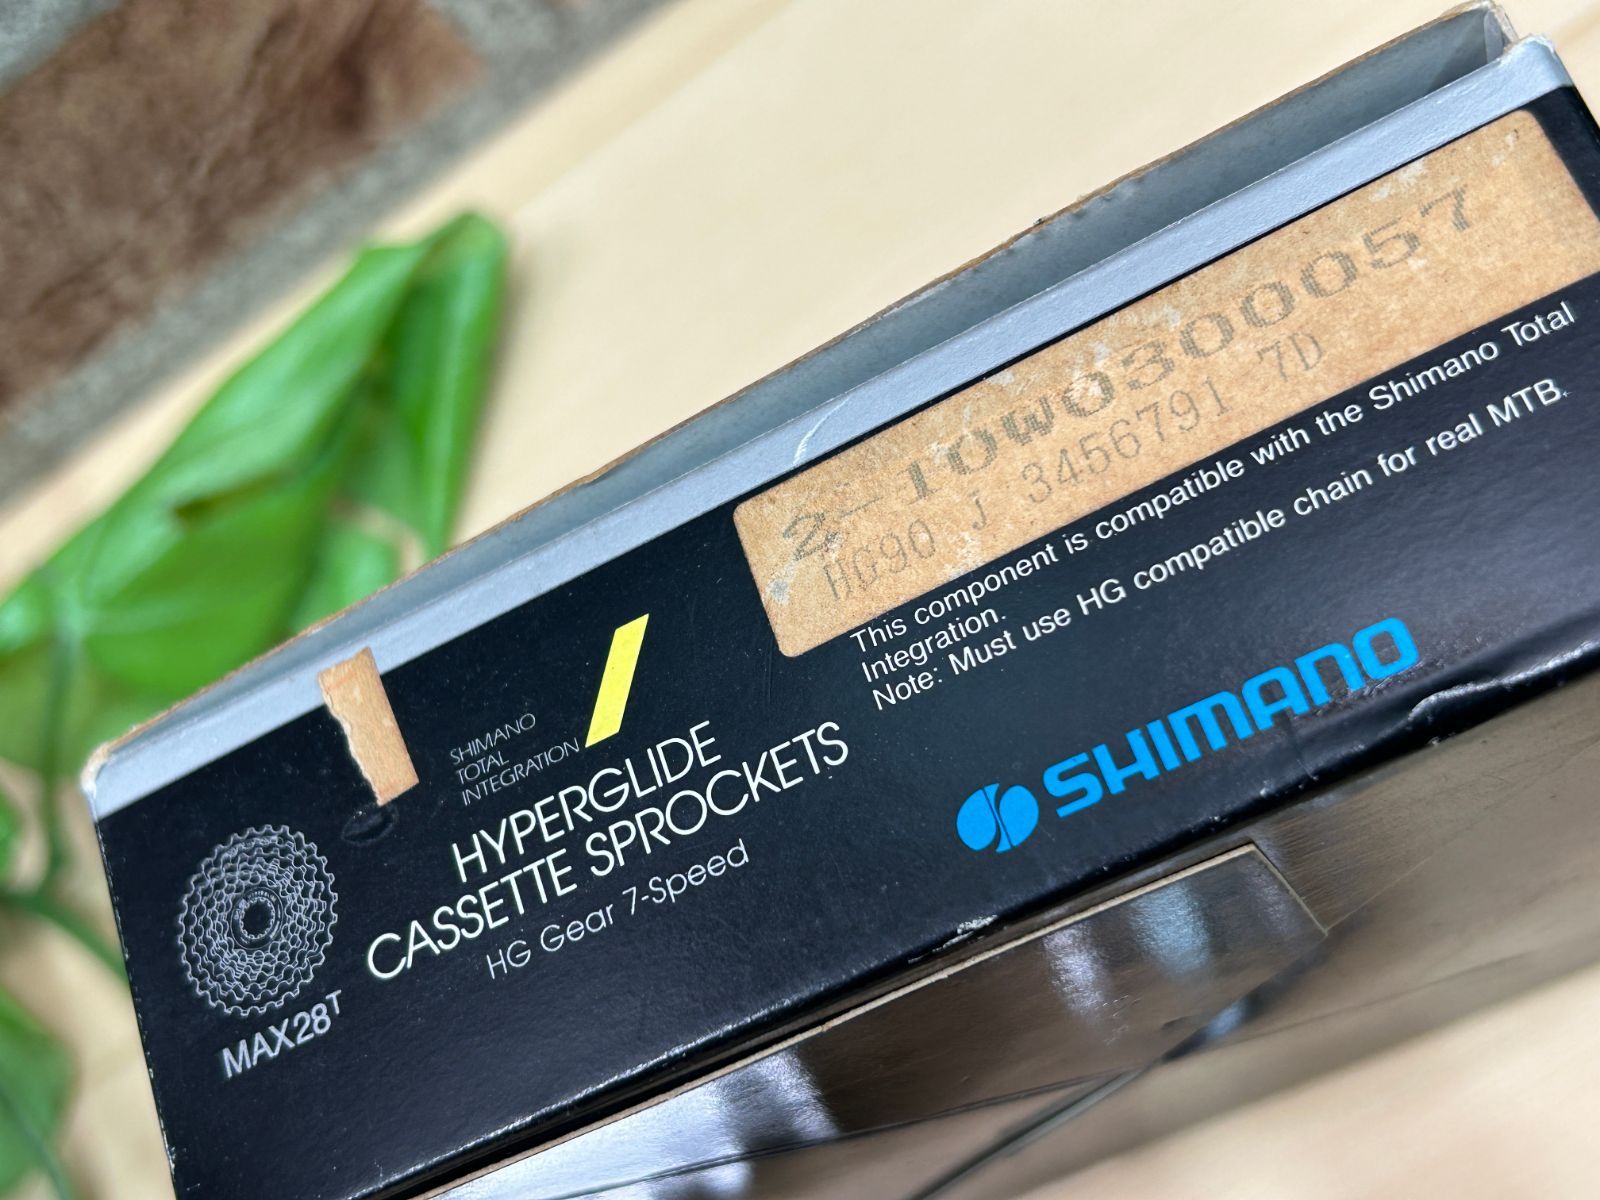 2-10W0300057
HG90 J 3456791 7D
This component is compatible with the Shimano Total
Integration.
Note: Must use HG compatible chain for real MTB.
SHIMANO
TOTAL
INTEGRATION
HYPERGLIDE
CASSETTE SPROCKETS
HG Gear 7-Speed
SHIMANO
MAX28T